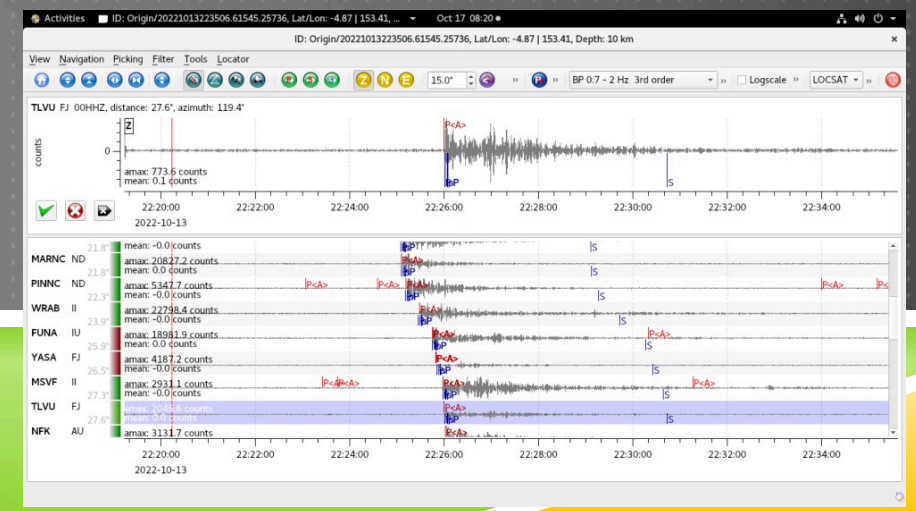 Activities ID: Origin/20221013223506.61545.25736, Lat/Lon: -4.87 | 153.41, ... Oct 17 08:20
ID: Origin/20221013223506.61545.25736, Lat/Lon: -4.87 | 153.41, Depth: 10 km ×
View Navigation Picking Filter Tools Locator
Z N E 15.0° » » BP 0.7 - 2 Hz 3rd order » Logscale » LOCSAT »
TLVU FJ 00HHZ, distance: 27.6°, azimuth: 119.4°
Z P<A>
counts 0
amax: 773.6 counts pP S
mean: 0.1 counts
22:20:00 22:22:00 22:24:00 22:26:00 22:28:00 22:30:00 22:32:00 22:34:00
2022-10-13
21.8° mean: -0.0 counts S
MARNC ND amax: 20827.2 counts P<A>
21.8° mean: 0.0 counts S
PINNC ND amax: 5347.7 counts P<A> P<A> P<A> P<A>
22.3° mean: -0.0 counts S
WRAB II amax: 22798.4 counts P<A>
23.9° mean: -0.0 counts S
FUNA IU amax: 18981.9 counts P<A> P<A>
25.9° mean: 0.0 counts S
YASA FJ amax: 4187.2 counts P<A>
26.5° mean: -0.0 counts S
MSVF II amax: 2931.1 counts P<A> P<A> P<A>
27.3° mean: -0.0 counts S
TLVU FJ P<A>
27.6° mean: 0.0 counts S
NFK AU amax: 3131.7 counts P<A>
22:20:00 22:22:00 22:24:00 22:26:00 22:28:00 22:30:00 22:32:00 22:34:00
2022-10-13